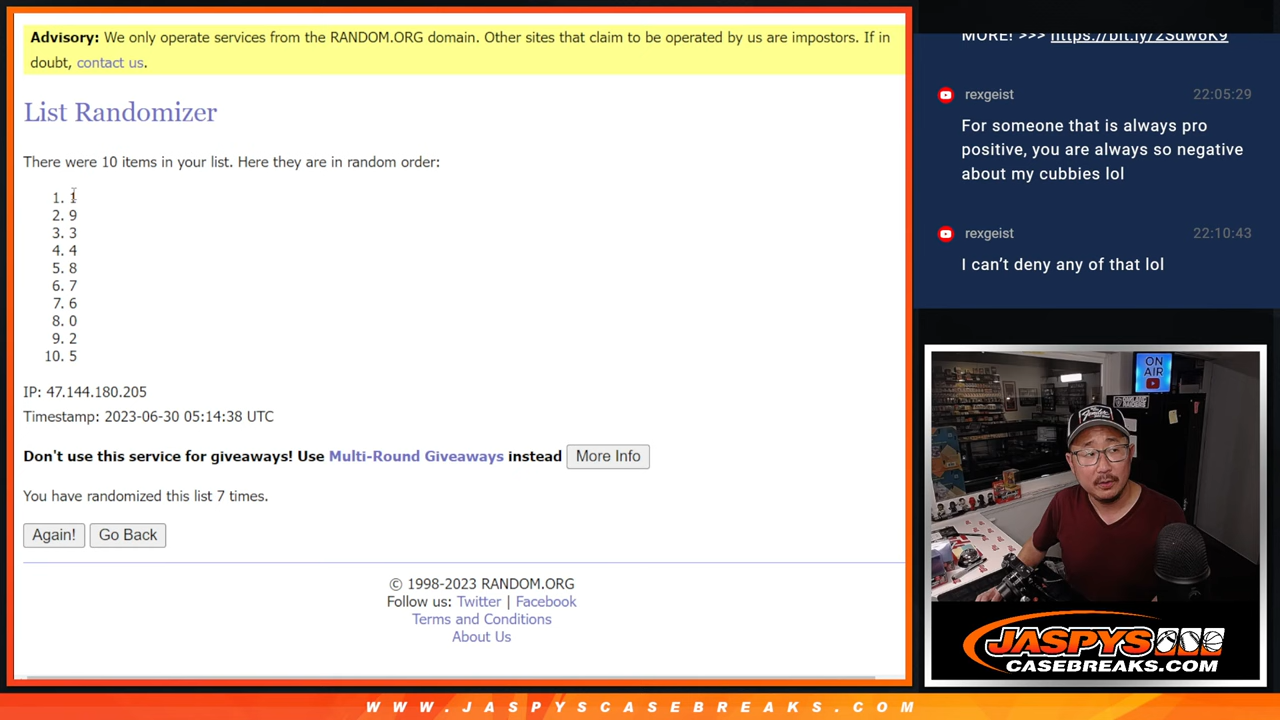 Advisory: We only operate services from the RANDOM.ORG domain. Other sites that claim to be operated by us are impostors. If in
doubt, contact us.
List Randomizer
There were 10 items in your list. Here they are in random order:
1. 1
2. 9
3. 3
4. 4
5. 8
6. 7
7. 6
8. 0
9. 2
10. 5
IP: 47.144.180.205
Timestamp: 2023-06-30 05:14:38 UTC
Don't use this service for giveaways! Use Multi-Round Giveaways instead More Info
You have randomized this list 7 times.
Again! Go Back
© 1998-2023 RANDOM.ORG
Follow us: Twitter | Facebook
Terms and Conditions
About Us
MORE! >>> https://bit.ly/2Sdw6K9
rexgeist 22:05:29
For someone that is always pro
positive, you are always so negative
about my cubbies lol
rexgeist 22:10:43
I can’t deny any of that lol
ON
AIR
Fender
JASPYS
CASEBREAKS.COM
WWW.JASPYSCASEBREAKS.COM